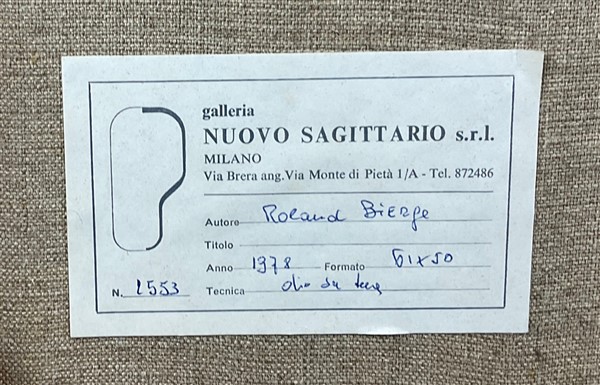 galleria
NUOVO SAGITTARIO s.r.l.
MILANO
Via Brera ang. Via Monte di Pietà 1/A - Tel. 872486
Autore Roland Bierge
Titolo
Anno 1978 Formato 61x50
N. 1553 Tecnica olio su tela